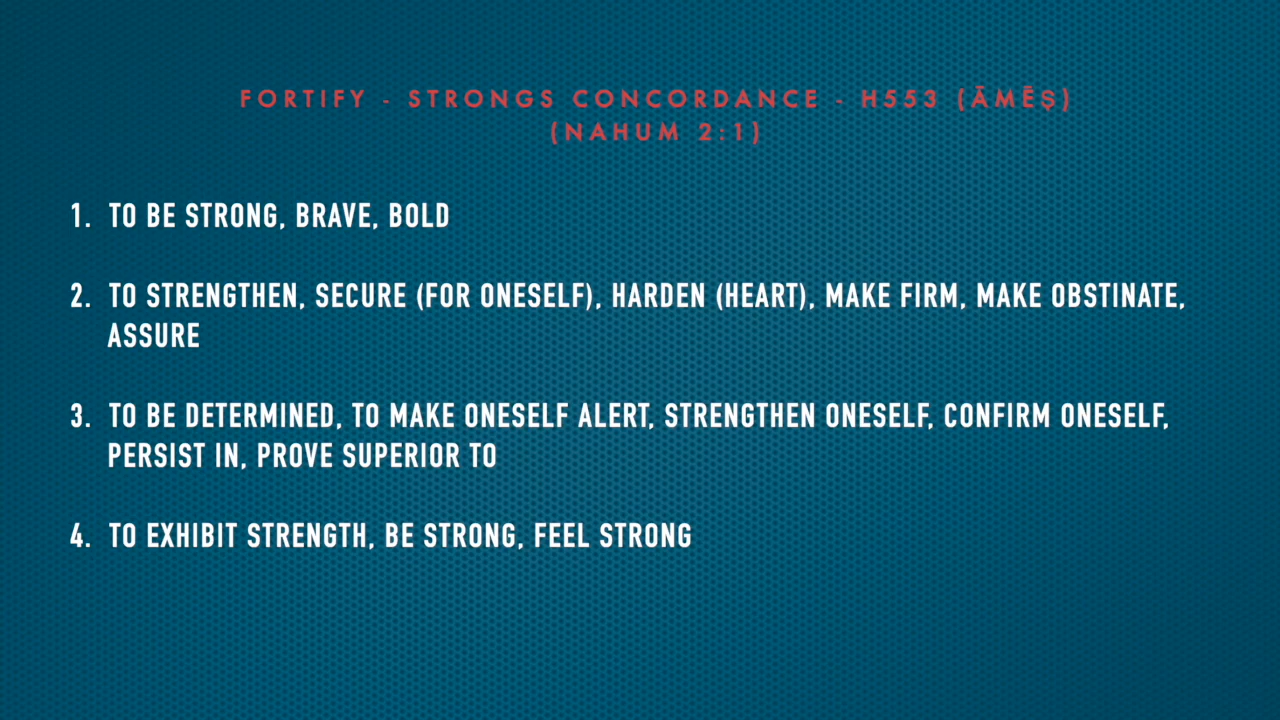 FORTIFY - STRONGS CONCORDANCE - H553 (ĀMĒṢ)
(NAHUM 2:1)
1. TO BE STRONG, BRAVE, BOLD
2. TO STRENGTHEN, SECURE (FOR ONESELF), HARDEN (HEART), MAKE FIRM, MAKE OBSTINATE,
ASSURE
3. TO BE DETERMINED, TO MAKE ONESELF ALERT, STRENGTHEN ONESELF, CONFIRM ONESELF,
PERSIST IN, PROVE SUPERIOR TO
4. TO EXHIBIT STRENGTH, BE STRONG, FEEL STRONG